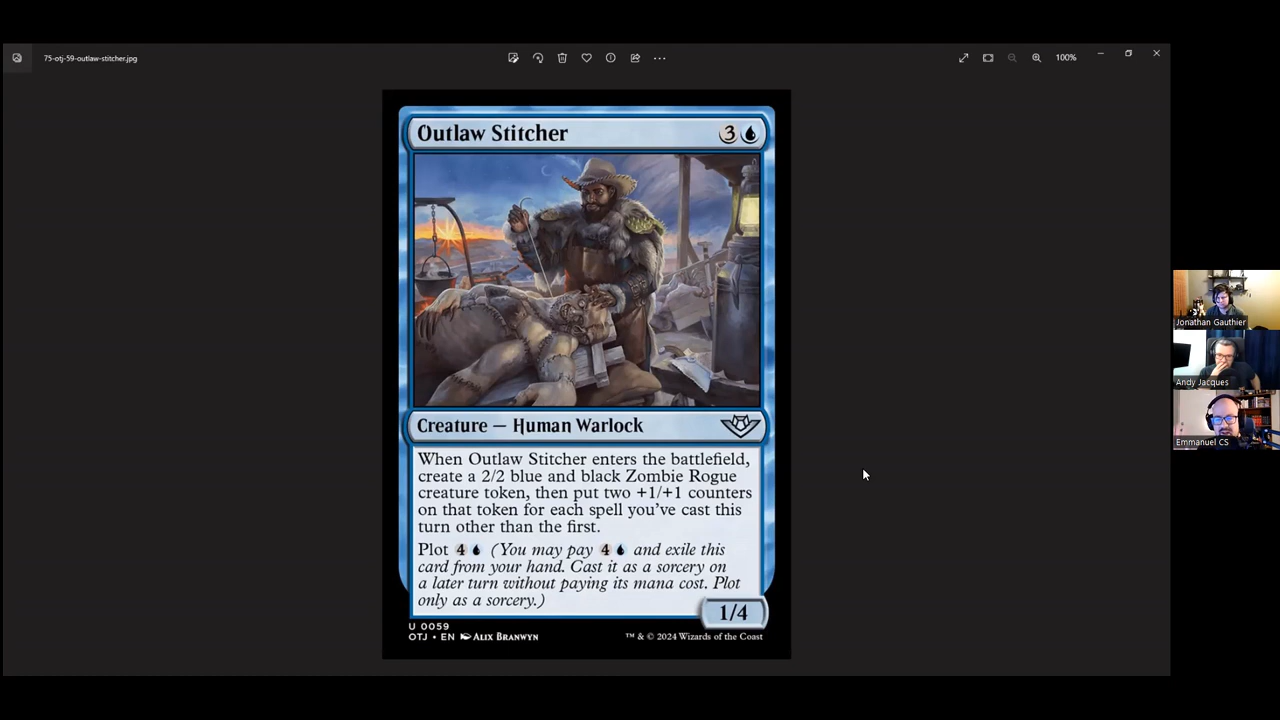 75-otj-59-outlaw-stitcher.jpg
100%
Outlaw Stitcher
3
Creature — Human Warlock
When Outlaw Stitcher enters the battlefield,
create a 2/2 blue and black Zombie Rogue
creature token, then put two +1/+1 counters
on that token for each spell you've cast this
turn other than the first.
Plot 4 (You may pay 4 and exile this
card from your hand. Cast it as a sorcery on
a later turn without paying its mana cost. Plot
only as a sorcery.)
1/4
U 0059
OTJ • EN Alix Branwyn
™ & © 2024 Wizards of the Coast
Jonathan Gauthier
Andy Jacques
Emmanuel CS